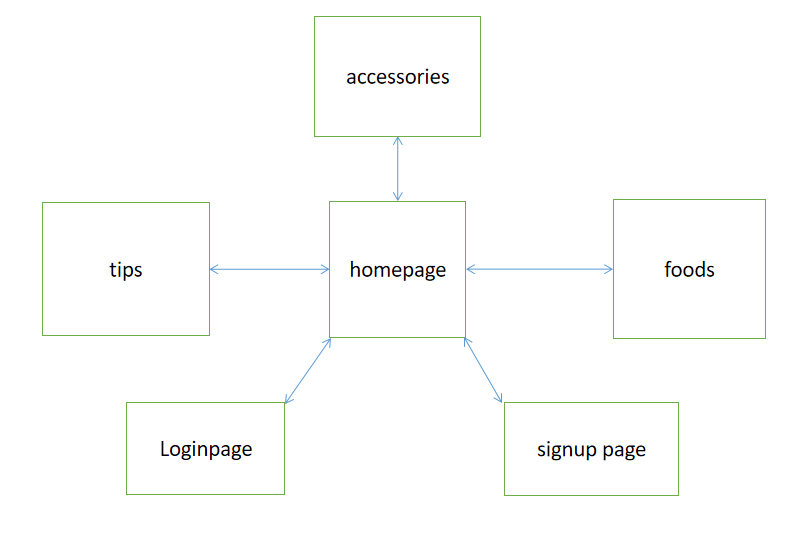 accessories
tips
homepage
foods
Loginpage
signup page